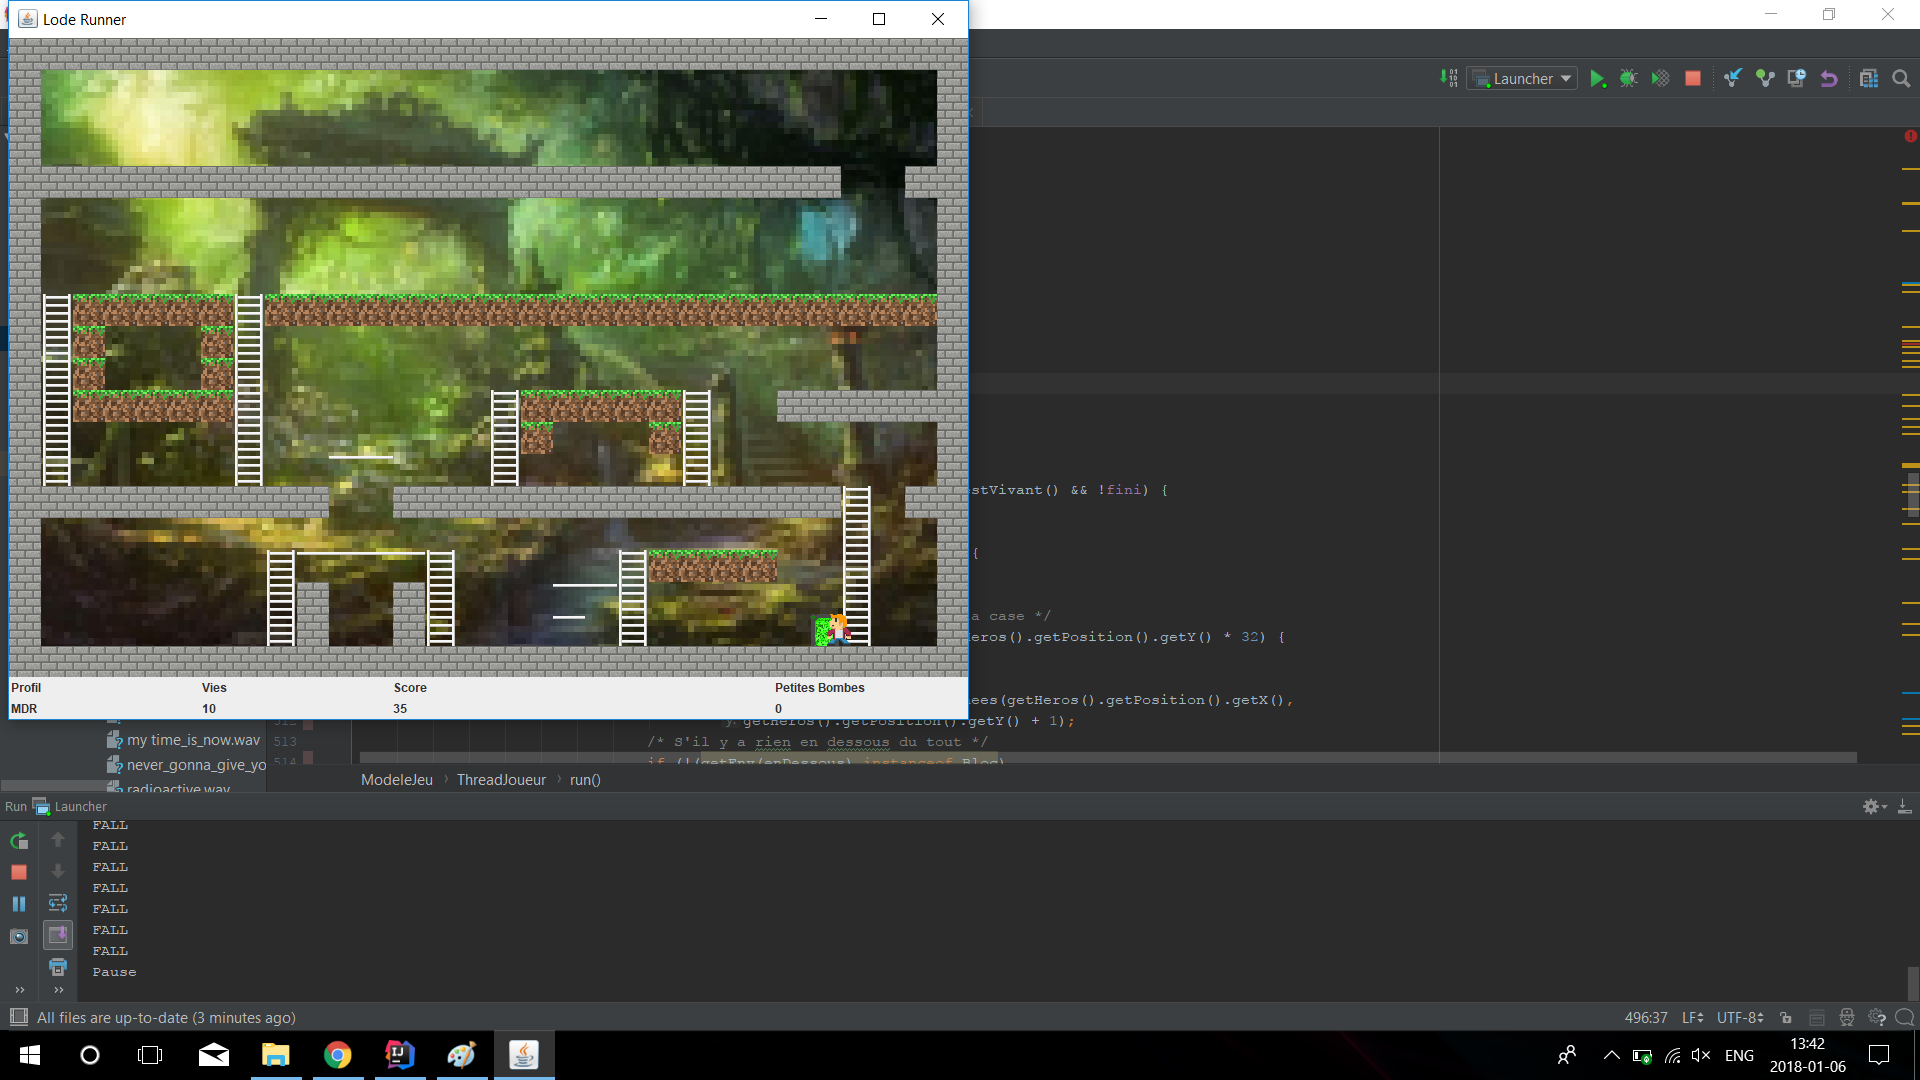 Lode Runner
Launcher
estVivant() && !fini) {
{
a case */
eros().getPosition().getY() * 32) {
Profil Vies Score Petites Bombes
MDR 10 35 0
ees(getHeros().getPosition().getX(),
getHeros().getPosition().getY() + 1);
my time_is_now.wav
513 /* S'il y a rien en dessous du tout */
never_gonna_give_yo
514 if (!(getEnv(enDessous) instanceof Bloc)
radioactive.wav
ModeleJeu › ThreadJoueur › run()
Run Launcher
FALL
FALL
FALL
FALL
FALL
FALL
FALL
Pause
All files are up-to-date (3 minutes ago)
496:37 LF UTF-8
ENG
13:42
2018-01-06